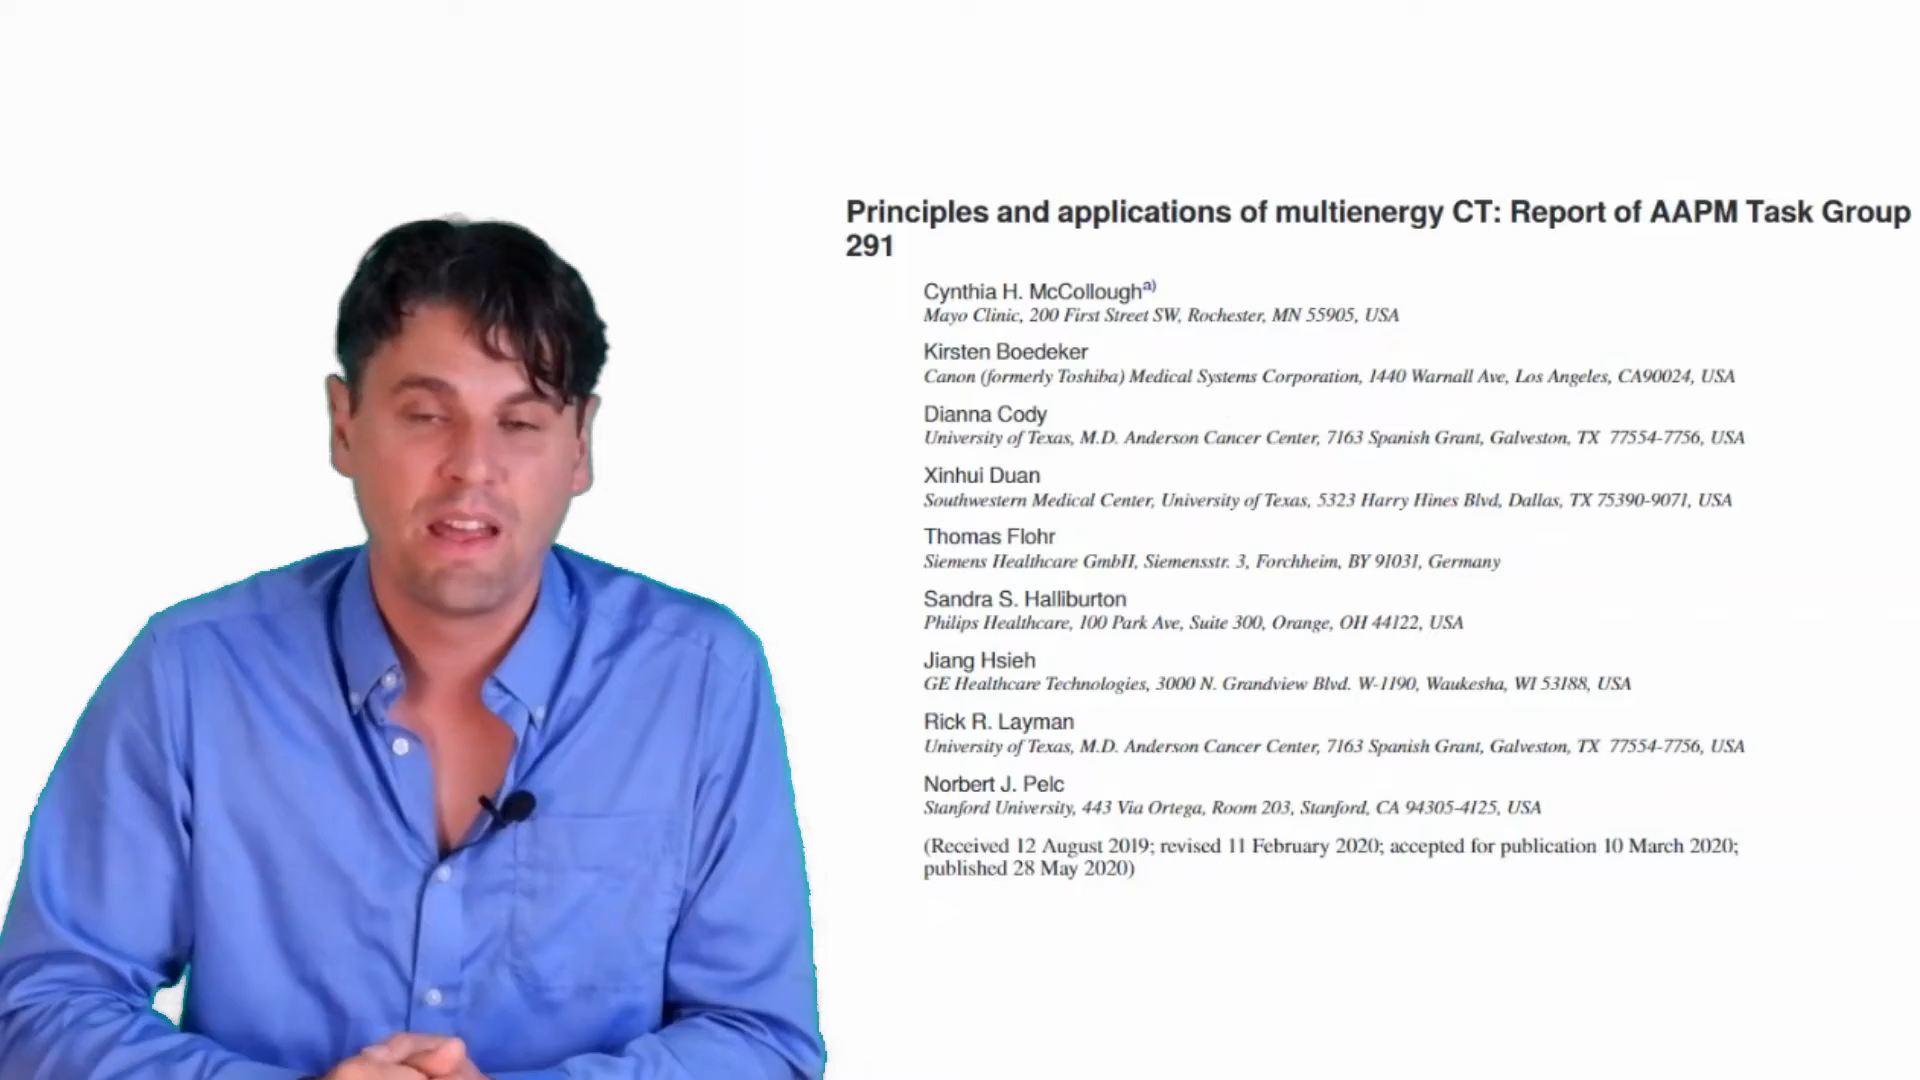 Principles and applications of multienergy CT: Report of AAPM Task Group
291
Cynthia H. McCollough a)
Mayo Clinic, 200 First Street SW, Rochester, MN 55905, USA
Kirsten Boedeker
Canon (formerly Toshiba) Medical Systems Corporation, 1440 Warnall Ave, Los Angeles, CA90024, USA
Dianna Cody
University of Texas, M.D. Anderson Cancer Center, 7163 Spanish Grant, Galveston, TX 77554-7756, USA
Xinhui Duan
Southwestern Medical Center, University of Texas, 5323 Harry Hines Blvd, Dallas, TX 75390-9071, USA
Thomas Flohr
Siemens Healthcare GmbH, Siemensstr. 3, Forchheim, BY 91031, Germany
Sandra S. Halliburton
Philips Healthcare, 100 Park Ave, Suite 300, Orange, OH 44122, USA
Jiang Hsieh
GE Healthcare Technologies, 3000 N. Grandview Blvd. W-1190, Waukesha, WI 53188, USA
Rick R. Layman
University of Texas, M.D. Anderson Cancer Center, 7163 Spanish Grant, Galveston, TX 77554-7756, USA
Norbert J. Pelc
Stanford University, 443 Via Ortega, Room 203, Stanford, CA 94305-4125, USA
(Received 12 August 2019; revised 11 February 2020; accepted for publication 10 March 2020;
published 28 May 2020)